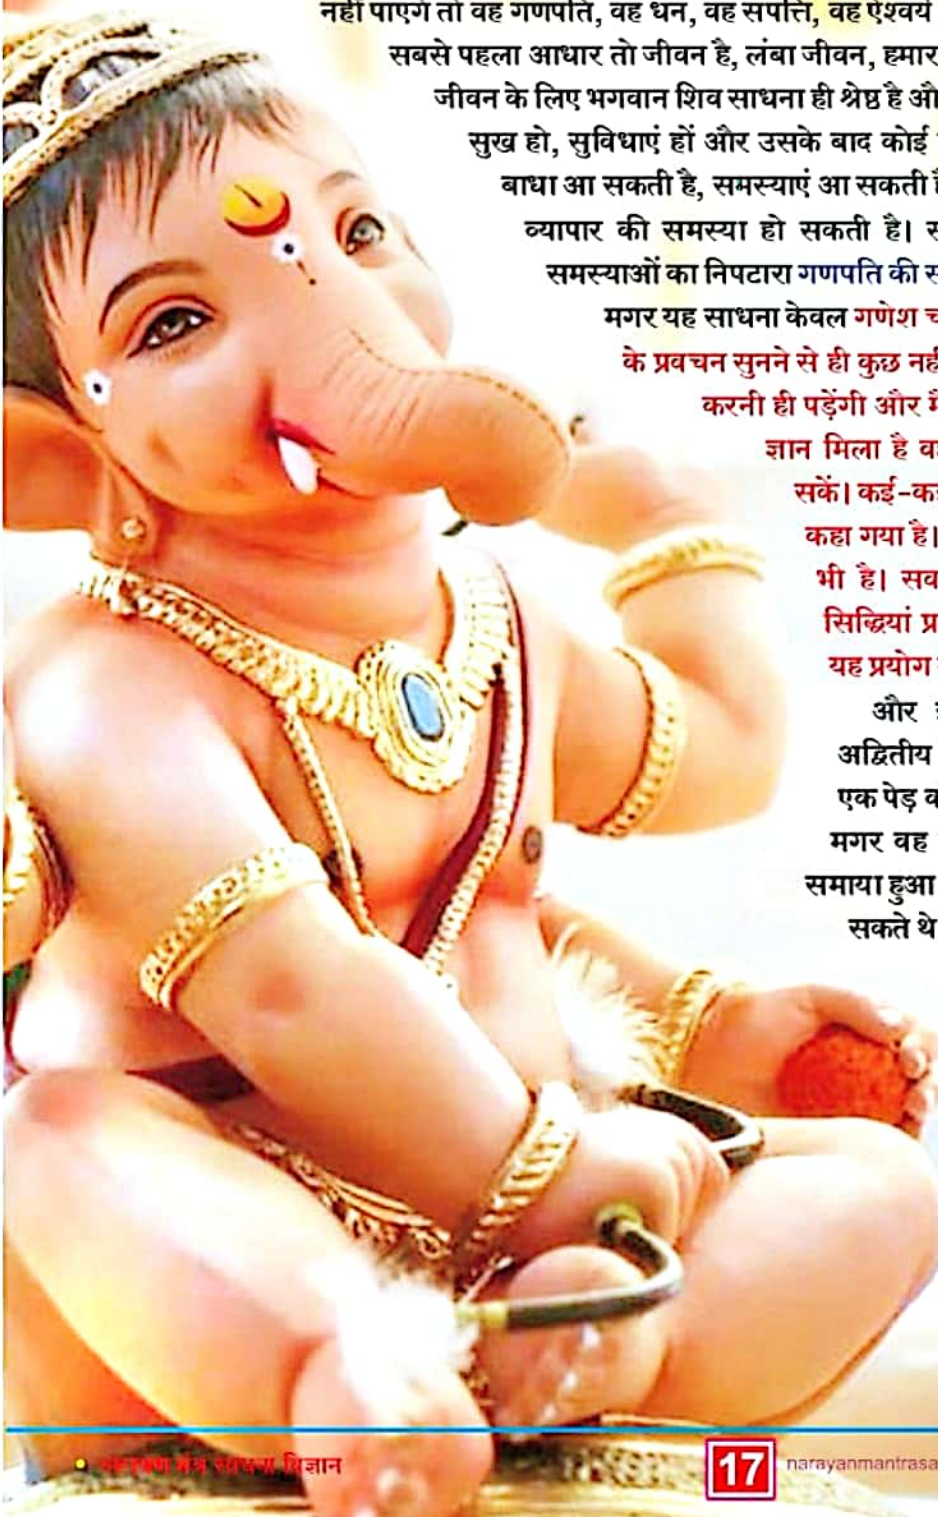 नहीं पाएंगे तो वह गणपति, वह धन, वह संपत्ति, वह ऐश्वर्य
सबसे पहला आधार तो जीवन है, लंबा जीवन, हमार
जीवन के लिए भगवान शिव साधना ही श्रेष्ठ है औ
सुख हो, सुविधाएं हों और उसके बाद कोई
बाधा आ सकती है, समस्याएं आ सकती है
व्यापार की समस्या हो सकती है। स
समस्याओं का निपटारा गणपति की स
मगर यह साधना केवल गणेश च
के प्रवचन सुनने से ही कुछ नही
करनी ही पड़ेंगी और मै
ज्ञान मिला है व
सकें। कई-क
कहा गया है।
भी है। सव
सिद्धियां प्र
यह प्रयोग
और
अद्वितीय
एक पेड़ क
मगर वह
समाया हुआ
सकते थे
मंत्र साधना विज्ञान
17 narayanmantrasa